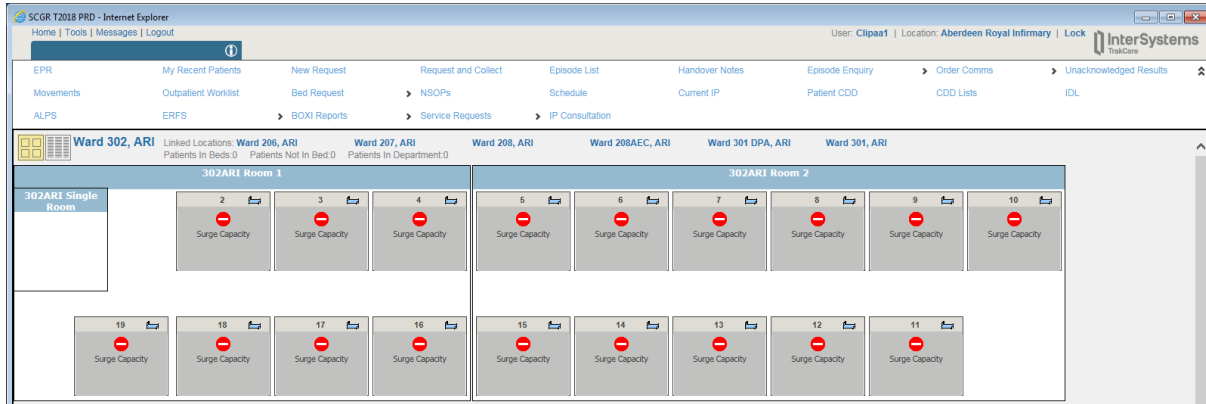 SCGR T2018 PRD - Internet Explorer
Home | Tools | Messages | Logout
User: Clipaa1 | Location: Aberdeen Royal Infirmary | Lock
InterSystems
TrakCare
EPR My Recent Patients New Request Request and Collect Episode List Handover Notes Episode Enquiry Order Comms Unacknowledged Results
Movements Outpatient Worklist Bed Request NSOPs Schedule Current IP Patient CDD CDD Lists IDL
ALPS ERFS BOXI Reports Service Requests IP Consultation
Ward 302, ARI Linked Locations: Ward 206, ARI Ward 207, ARI Ward 208, ARI Ward 208AEC, ARI Ward 301 DPA, ARI Ward 301, ARI
Patients In Beds:0 Patients Not In Bed:0 Patients In Department:0
302ARI Room 1 302ARI Room 2
302ARI Single
Room
2 3 4 5 6 7 8 9 10
Surge Capacity Surge Capacity Surge Capacity Surge Capacity Surge Capacity Surge Capacity Surge Capacity Surge Capacity Surge Capacity
19 18 17 16 15 14 13 12 11
Surge Capacity Surge Capacity Surge Capacity Surge Capacity Surge Capacity Surge Capacity Surge Capacity Surge Capacity Surge Capacity